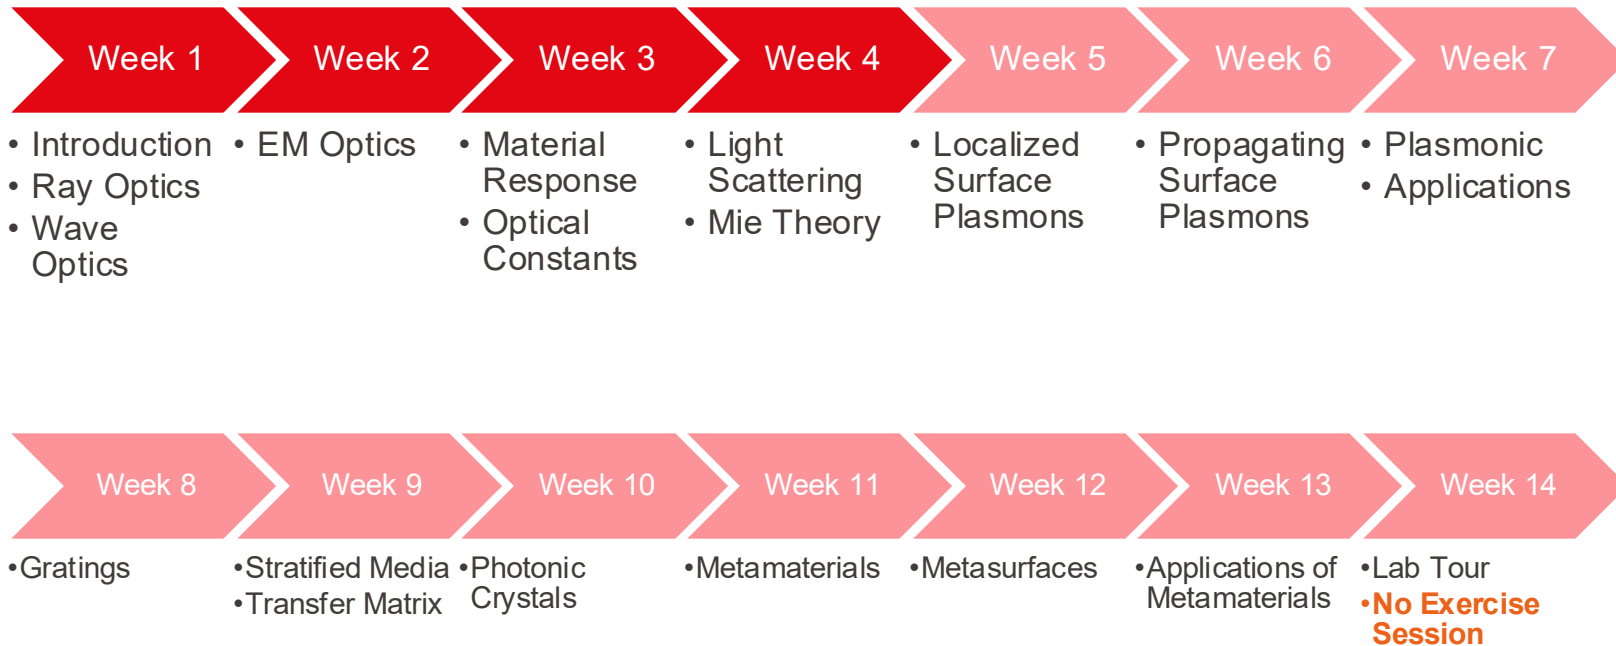 Week 1
Week 2
Week 3
Week 4
Week 5
Week 6
Week 7
• Introduction
• Ray Optics
• Wave
Optics
• EM Optics
• Material
Response
• Optical
Constants
• Light
Scattering
• Mie Theory
• Localized
Surface
Plasmons
• Propagating
Surface
Plasmons
• Plasmonic
• Applications
Week 8
Week 9
Week 10
Week 11
Week 12
Week 13
Week 14
•Gratings
•Stratified Media
•Transfer Matrix
•Photonic
Crystals
•Metamaterials
•Metasurfaces
•Applications of
Metamaterials
•Lab Tour
•No Exercise
Session